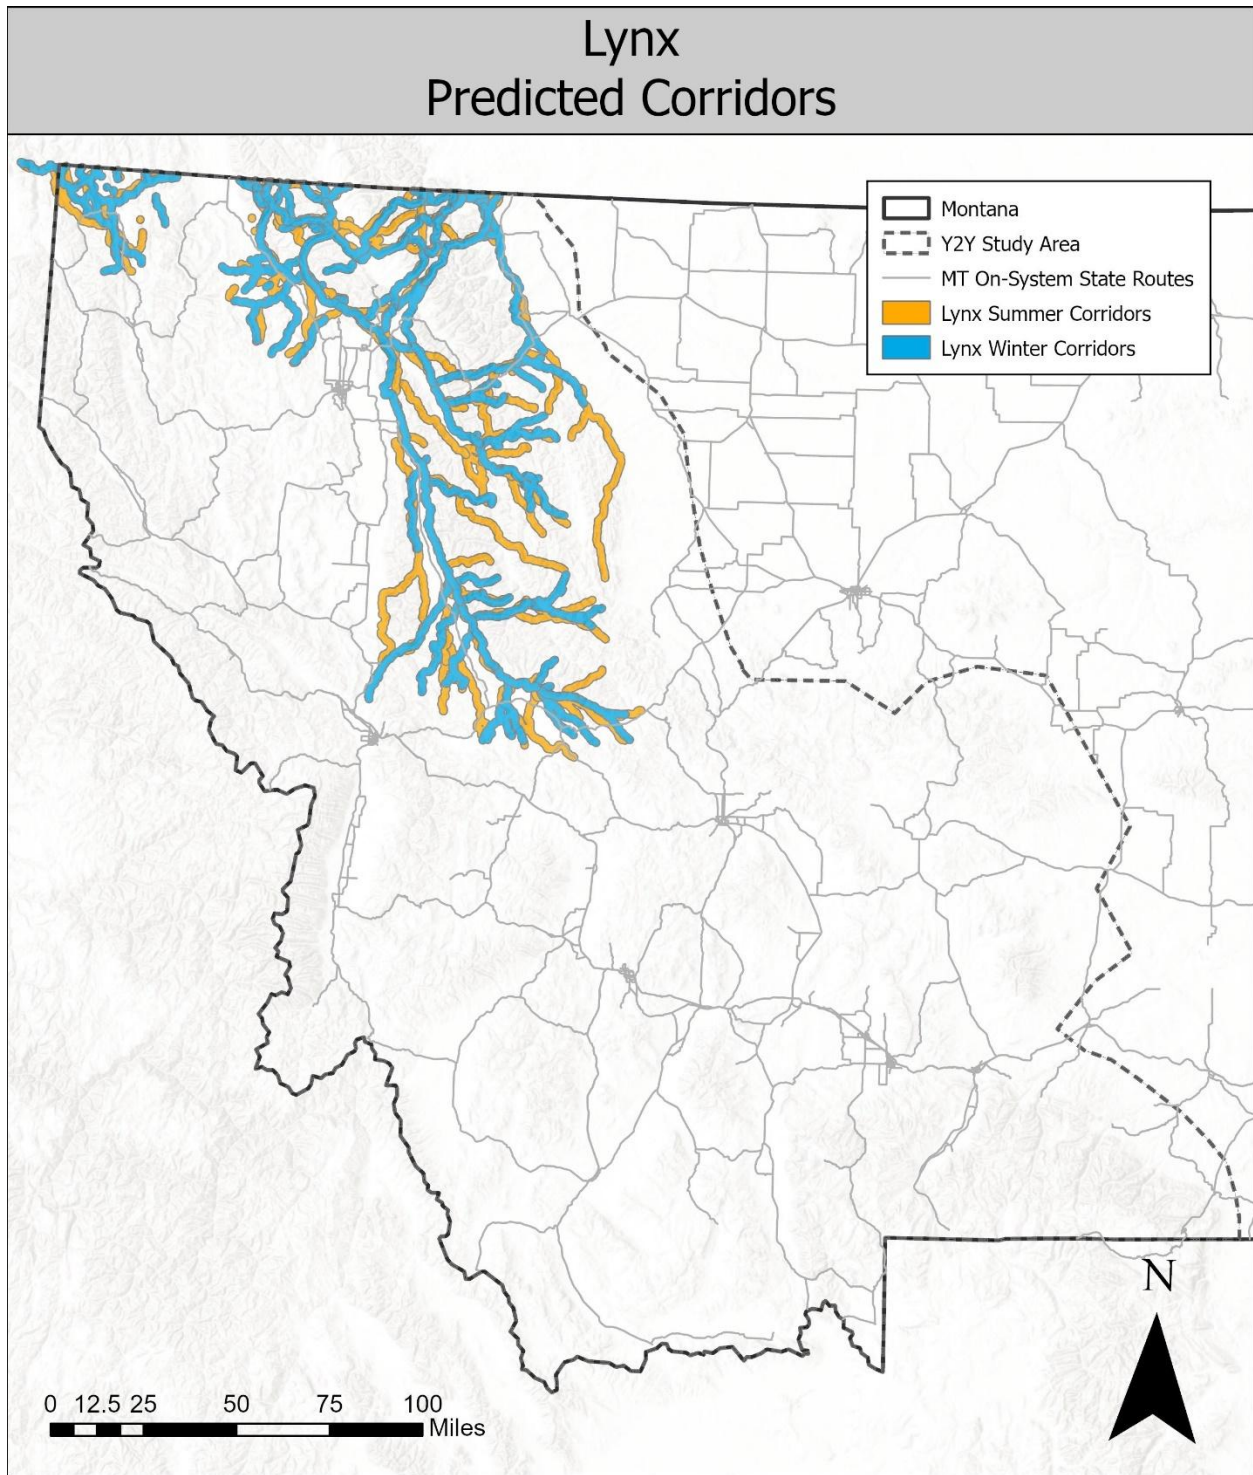 Lynx
Predicted Corridors
Montana
Y2Y Study Area
MT On-System State Routes
Lynx Summer Corridors
Lynx Winter Corridors
N
0 12.5 25 50 75 100
Miles